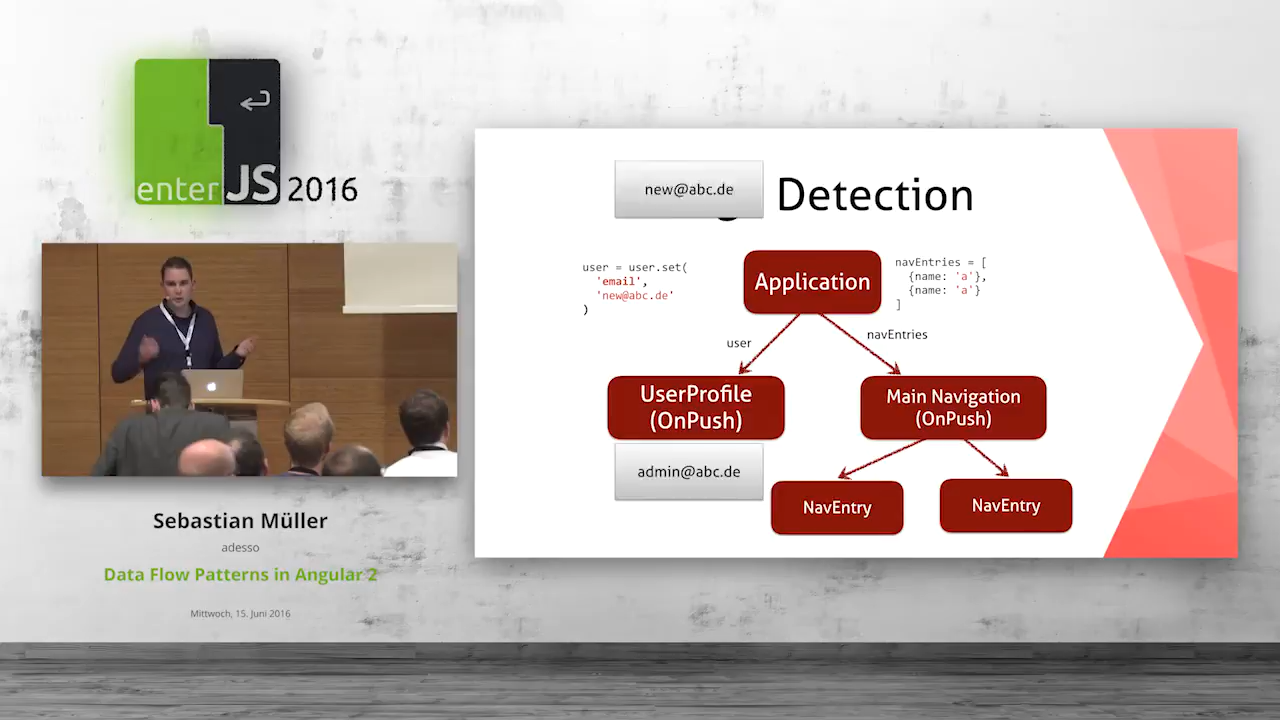 enterJS 2016
Sebastian Müller
adesso
Data Flow Patterns in Angular 2
Mittwoch, 15. Juni 2016
new@abc.de
Detection
user = user.set(
'email',
'new@abc.de'
)
Application
navEntries = [
{name: 'a'},
{name: 'a'}
]
user
navEntries
UserProfile
(OnPush)
Main Navigation
(OnPush)
admin@abc.de
NavEntry
NavEntry